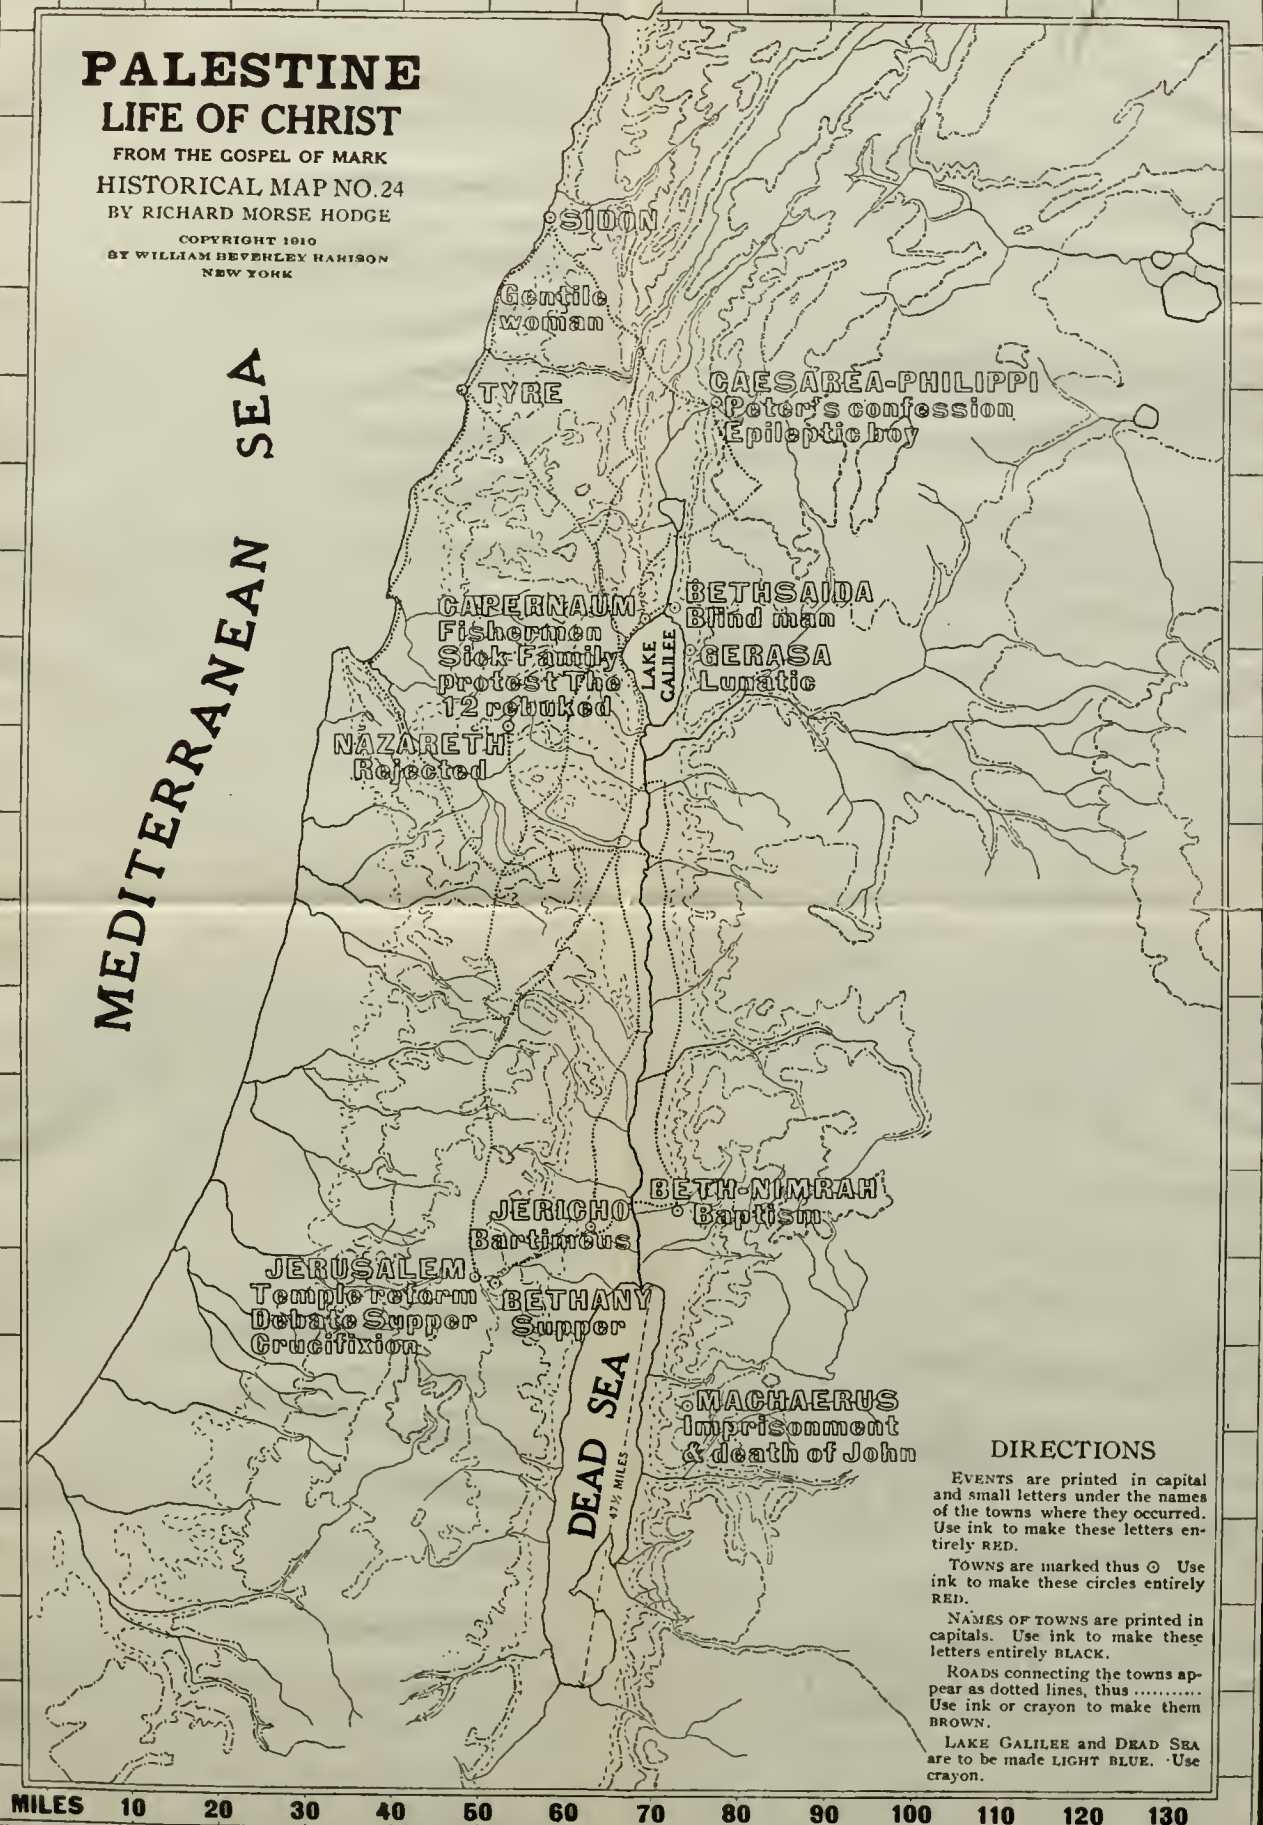 PALESTINE
LIFE OF CHRIST
FROM THE GOSPEL OF MARK
HISTORICAL MAP NO.24
BY RICHARD MORSE HODGE
COPYRIGHT 1910
BY WILLIAM BEVERLEY HARISON
NEW YORK
MEDITERRANEAN SEA
SIDON
Gentile
woman
TYRE
CAESAREA-PHILIPPI
Peter's confession
Epileptic boy
CAPERNAUM
Fishermen
Sick Family
protest The
12 rebuked
BETHSAIDA
Blind man
LAKE
GALILEE
GERASA
Lunatic
NAZARETH
Rejected
BETH-NIMRAH
Baptism
JERICHO
Bartimeus
JERUSALEM
Temple reform
Debate Supper
Crucifixion
BETHANY
Supper
DEAD SEA
47½ MILES
MACHAERUS
Imprisonment
& death of John
DIRECTIONS
EVENTS are printed in capital
and small letters under the names
of the towns where they occurred.
Use ink to make these letters en-
tirely RED.
TOWNS are marked thus ⊙ Use
ink to make these circles entirely
RED.
NAMES OF TOWNS are printed in
capitals. Use ink to make these
letters entirely BLACK.
ROADS connecting the towns ap-
pear as dotted lines, thus ...........
Use ink or crayon to make them
BROWN.
LAKE GALILEE and DEAD SEA
are to be made LIGHT BLUE. Use
crayon.
MILES 10 20 30 40 50 60 70 80 90 100 110 120 130